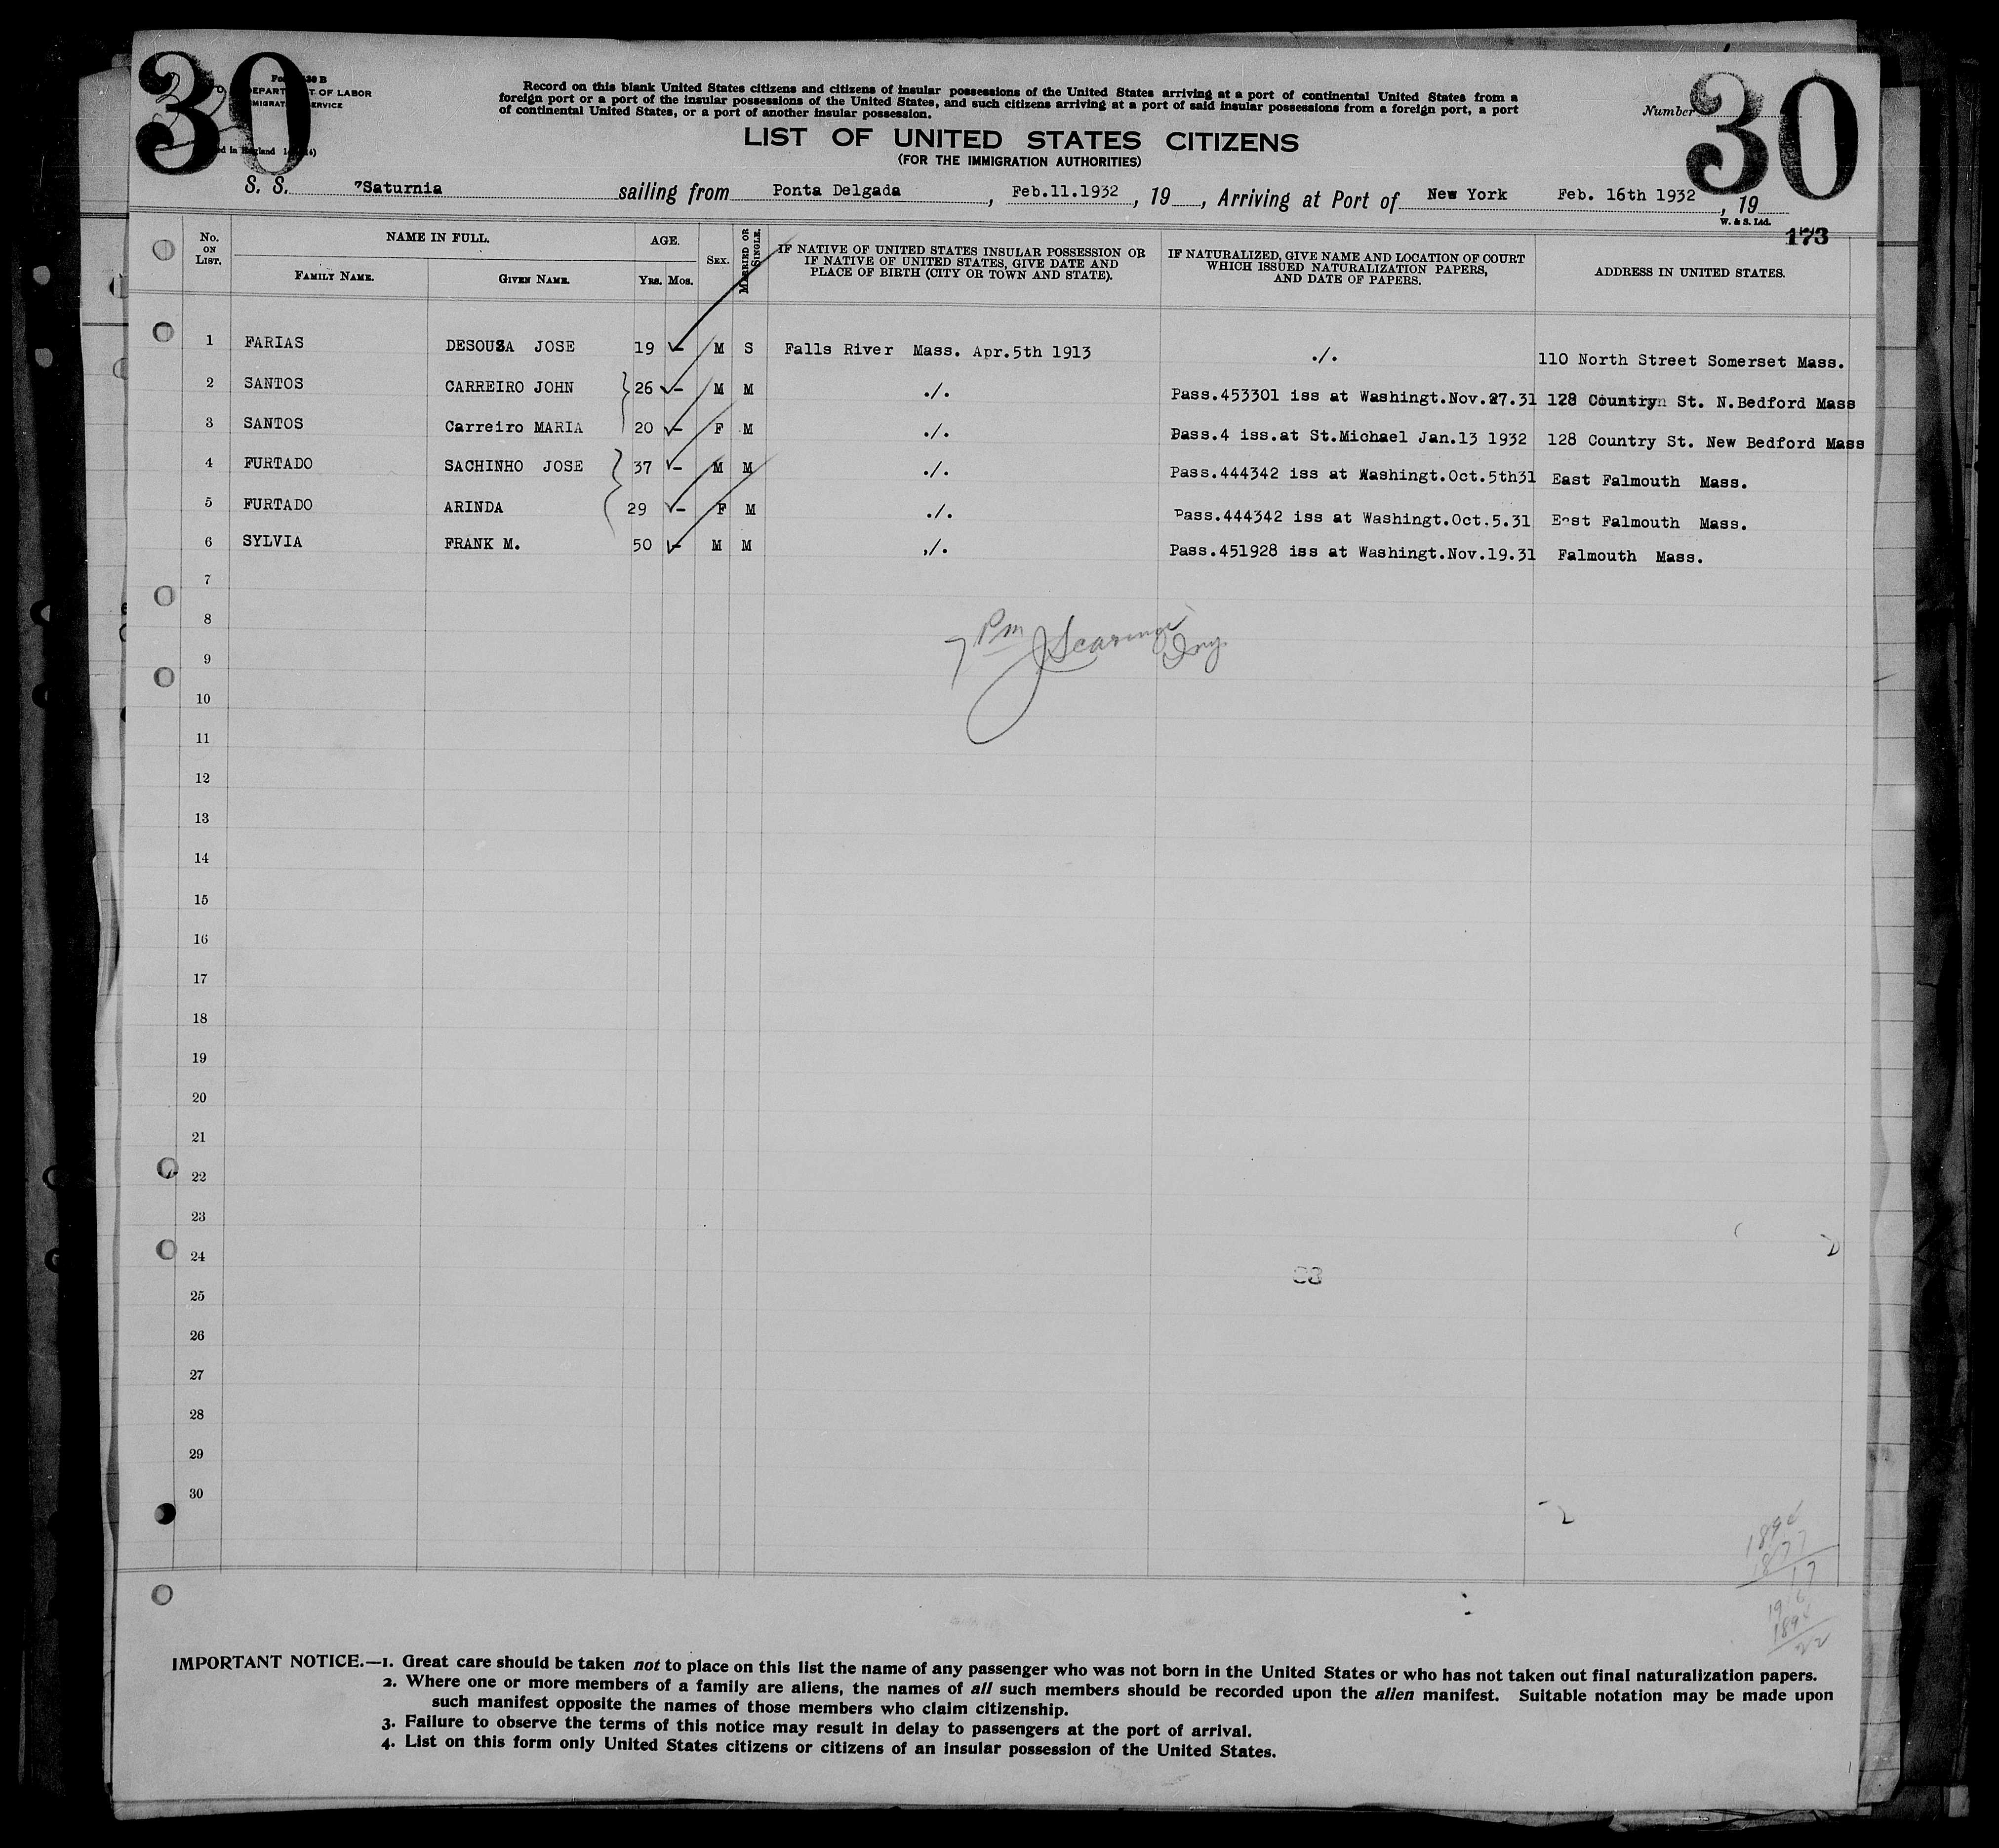 30
30
DEPARTMENT OF LABOR
Number
Record on this blank United States citizens and citizens of insular possessions of the United States arriving at a port of continental United States from a
foreign port or a port of the insular possessions of the United States, and such citizens arriving at a port of said insular possessions from a foreign port, a port
of continental United States, or a port of another insular possession.
LIST OF UNITED STATES CITIZENS
(FOR THE IMMIGRATION AUTHORITIES)
S. S. "Saturnia sailing from Ponta Delgada, Feb.11.1932, 19 , Arriving at Port of New York Feb. 16th 1932, 19
W. & S. Ltd.
173
No. ON LIST.
NAME IN FULL.
FAMILY NAME. GIVEN NAME.
AGE.
YRS. MOS.
SEX.
MARRIED OR SINGLE.
IF NATIVE OF UNITED STATES INSULAR POSSESSION OR
IF NATIVE OF UNITED STATES, GIVE DATE AND
PLACE OF BIRTH (CITY OR TOWN AND STATE).
IF NATURALIZED, GIVE NAME AND LOCATION OF COURT
WHICH ISSUED NATURALIZATION PAPERS,
AND DATE OF PAPERS.
ADDRESS IN UNITED STATES.
1 FARIAS DESOUSA JOSE 19 M S Falls River Mass. Apr.5th 1913 ./. 110 North Street Somerset Mass.
2 SANTOS CARREIRO JOHN 26 M M ./. Pass.453301 iss at Washingt.Nov.27.31 128 Country St. N.Bedford Mass
3 SANTOS Carreiro MARIA 20 F M ./. Pass.4 iss.at St.Michael Jan.13 1932 128 Country St. New Bedford Mass
4 FURTADO SACHINHO JOSE 37 M M ./. Pass.444342 iss at Washingt.Oct.5th31 East Falmouth Mass.
5 FURTADO ARINDA 29 F M ./. Pass.444342 iss at Washingt.Oct.5.31 East Falmouth Mass.
6 SYLVIA FRANK M. 50 M M ./. Pass.451928 iss at Washingt.Nov.19.31 Falmouth Mass.
7
8
7 Pm
9
10
11
12
13
14
15
16
17
18
19
20
21
22
23
24
25
26
27
28
29
30
IMPORTANT NOTICE.—1. Great care should be taken not to place on this list the name of any passenger who was not born in the United States or who has not taken out final naturalization papers.
2. Where one or more members of a family are aliens, the names of all such members should be recorded upon the alien manifest. Suitable notation may be made upon
such manifest opposite the names of those members who claim citizenship.
3. Failure to observe the terms of this notice may result in delay to passengers at the port of arrival.
4. List on this form only United States citizens or citizens of an insular possession of the United States.